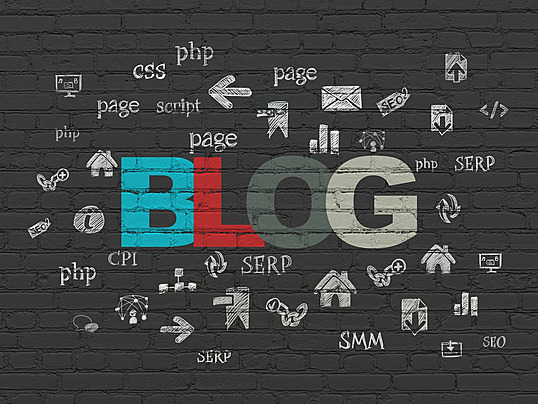 php
css
page
page
script
SEO
</>
php
page
php
SERP
BLOG
SEO
CPI
SERP
php
SMM
SEO
SERP